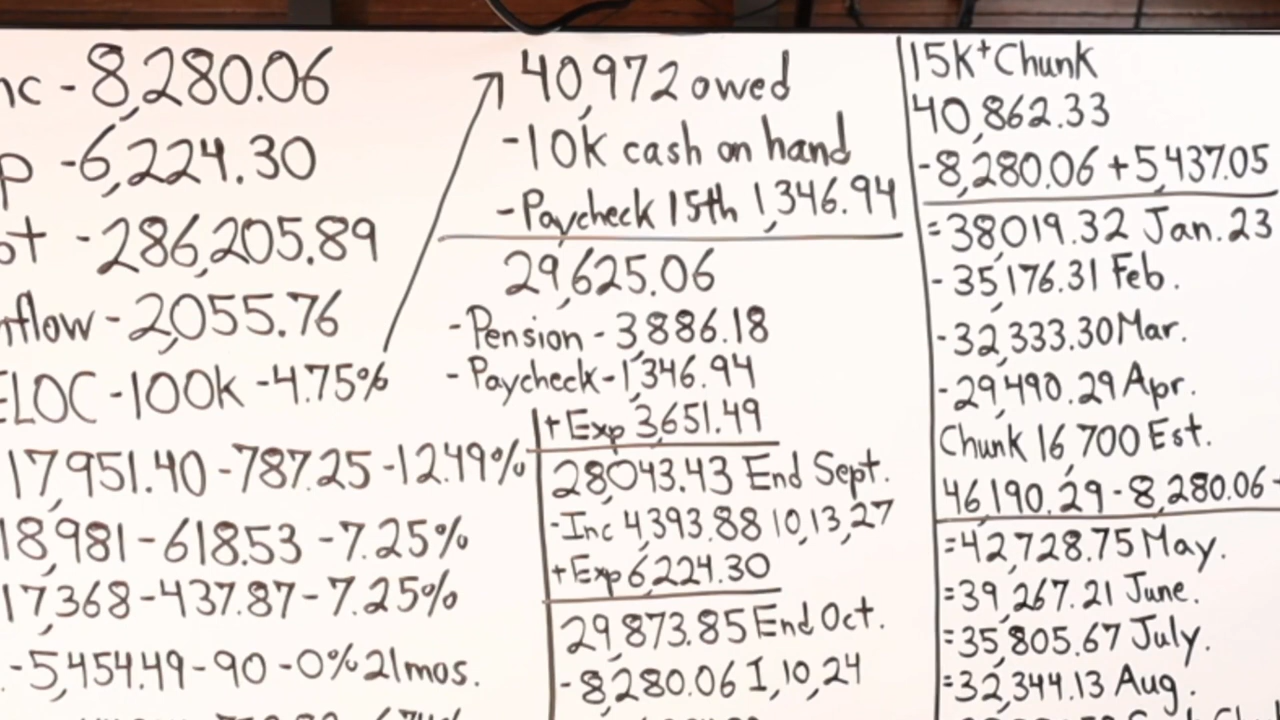 nc - 8,280.06
p - 6,224.30
ot - 286,205.89
nflow - 2,055.76
ELOC - 100k - 4.75%
17,951.40 - 787.25 - 12.49%
18,981 - 618.53 - 7.25%
17,368 - 437.87 - 7.25%
. - 5,454.49 - 90 - 0% 21mos.
40,972 owed
- 10k cash on hand
- Paycheck 15th 1,346.94
29,625.06
- Pension - 3,886.18
- Paycheck - 1,346.94
+ Exp 3,651.49
28,043.43 End Sept.
- Inc 4,393.88 10,13,27
+ Exp 6,224.30
29,873.85 End Oct.
- 8,280.06 I,10,24
15K+ Chunk
40,862.33
- 8,280.06 + 5,437.05
= 38,019.32 Jan. 23
- 35,176.31 Feb.
- 32,333.30 Mar.
- 29,490.29 Apr.
Chunk 16,700 Est.
46,190.29 - 8,280.06 -
= 42,728.75 May.
= 39,267.21 June.
= 35,805.67 July.
= 32,344.13 Aug.